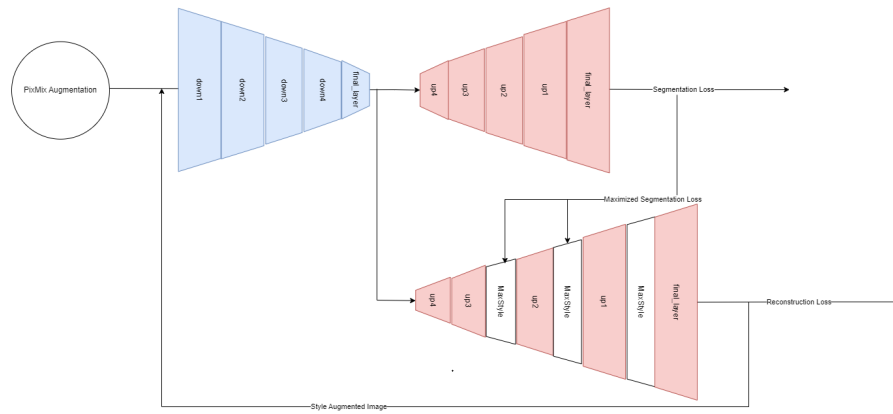 PixMix Augmentation
down1
down2
down3
down4
final_layer
up4
up3
up2
up1
final_layer
Segmentation Loss
Maximized Segmentation Loss
up4
up3
MaxStyle
up2
MaxStyle
up1
MaxStyle
final_layer
Reconstruction Loss
Style Augmented Image